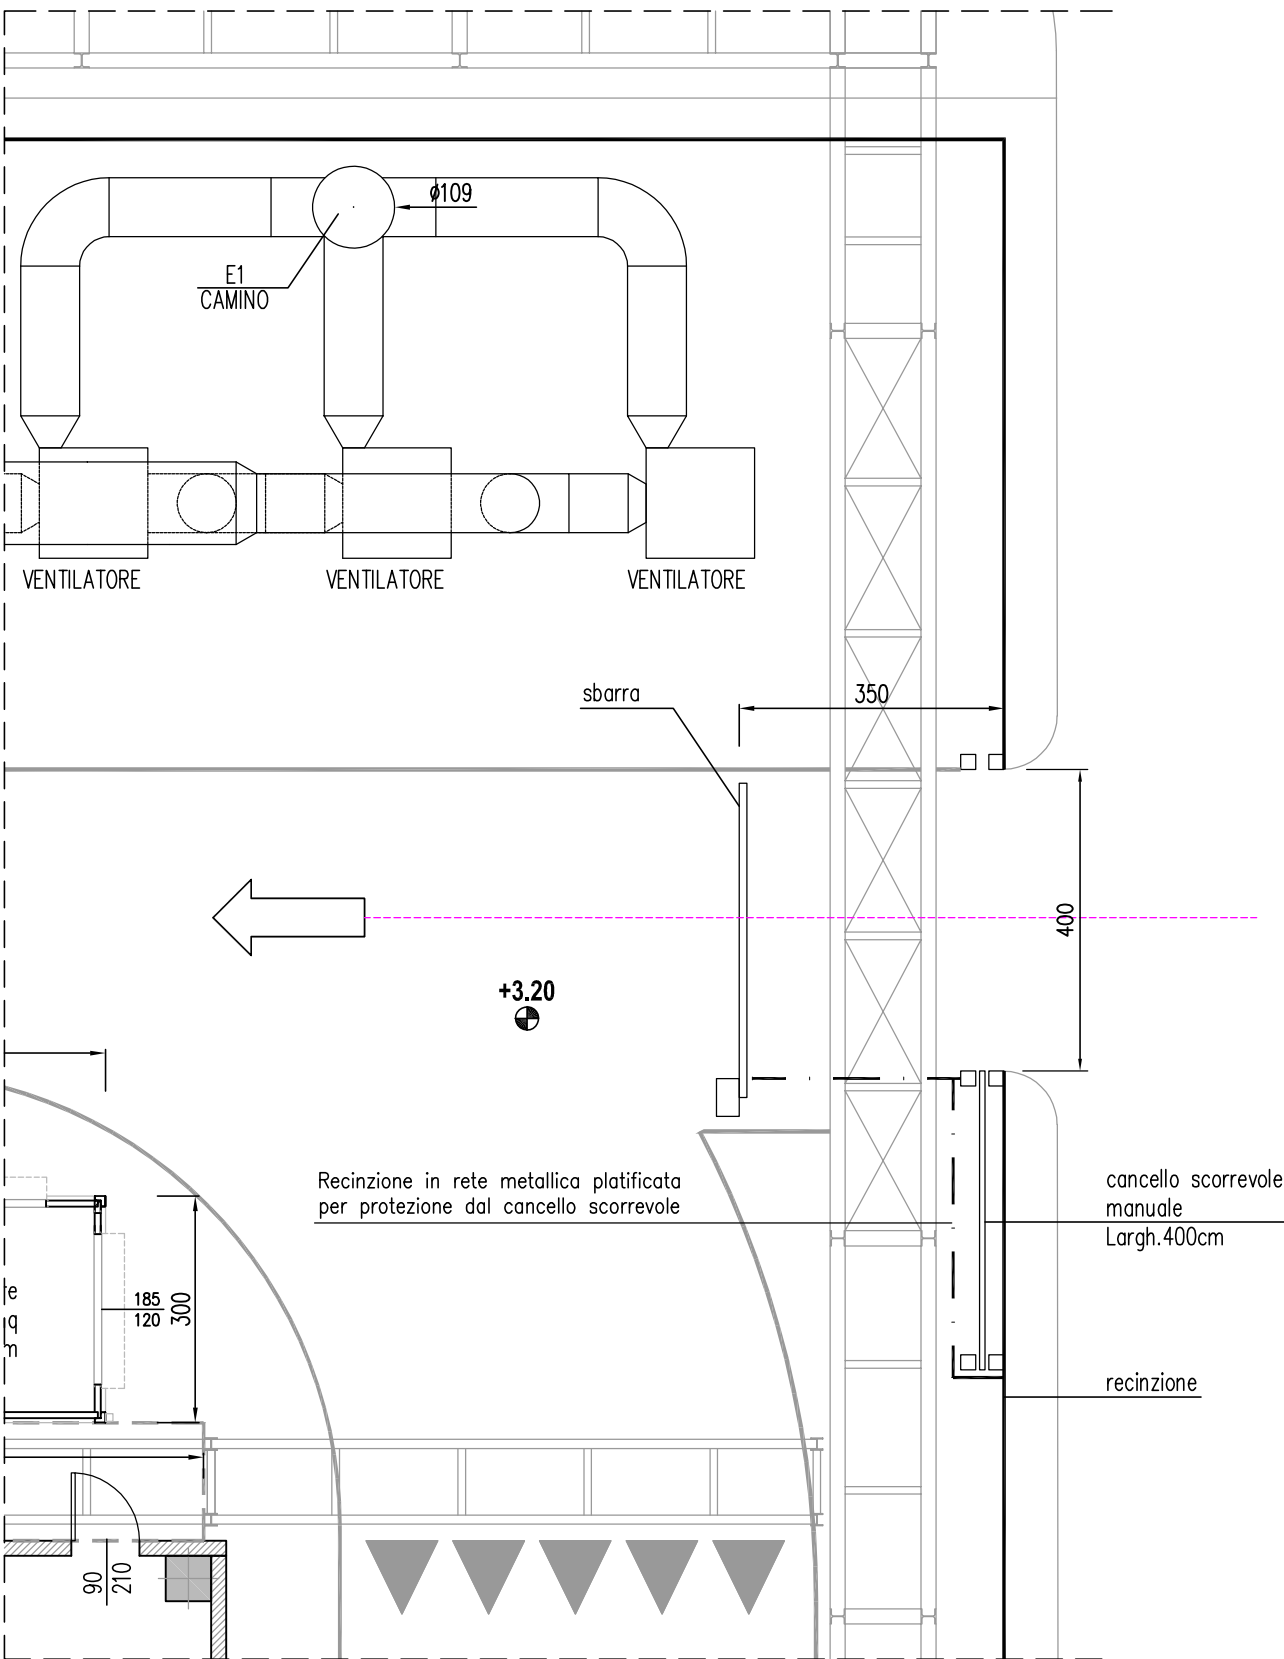 ø109
E1
CAMINO
VENTILATORE
VENTILATORE
VENTILATORE
sbarra
350
400
+3.20
Recinzione in rete metallica platificata
per protezione dal cancello scorrevole
cancello scorrevole
manuale
Largh.400cm
185
120
300
q
m
recinzione
90
210